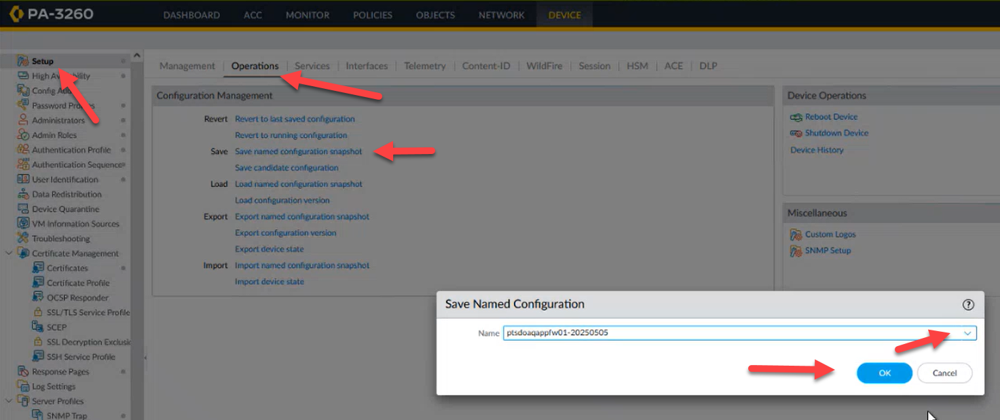 PA-3260
DASHBOARD ACC MONITOR POLICIES OBJECTS NETWORK DEVICE
Setup
High Availability
Config Aud
Password Pro es
Administrators
Admin Roles
Authentication Profile
Authentication Sequence
User Identification
Data Redistribution
Device Quarantine
VM Information Sources
Troubleshooting
Certificate Management
Certificates
Certificate Profile
OCSP Responder
SSL/TLS Service Profile
SCEP
SSL Decryption Exclusio
SSH Service Profile
Response Pages
Log Settings
Server Profiles
SNMP Trap
Management Operations Services Interfaces Telemetry Content-ID WildFire Session HSM ACE DLP
Configuration Management
Revert Revert to last saved configuration
Revert to running configuration
Save Save named configuration snapshot
Save candidate configuration
Load Load named configuration snapshot
Load configuration version
Export Export named configuration snapshot
Export configuration version
Export device state
Import Import named configuration snapshot
Import device state
Device Operations
Reboot Device
Shutdown Device
Device History
Miscellaneous
Custom Logos
SNMP Setup
Save Named Configuration ?
Name ptsdoaqappfw01-20250505
OK Cancel